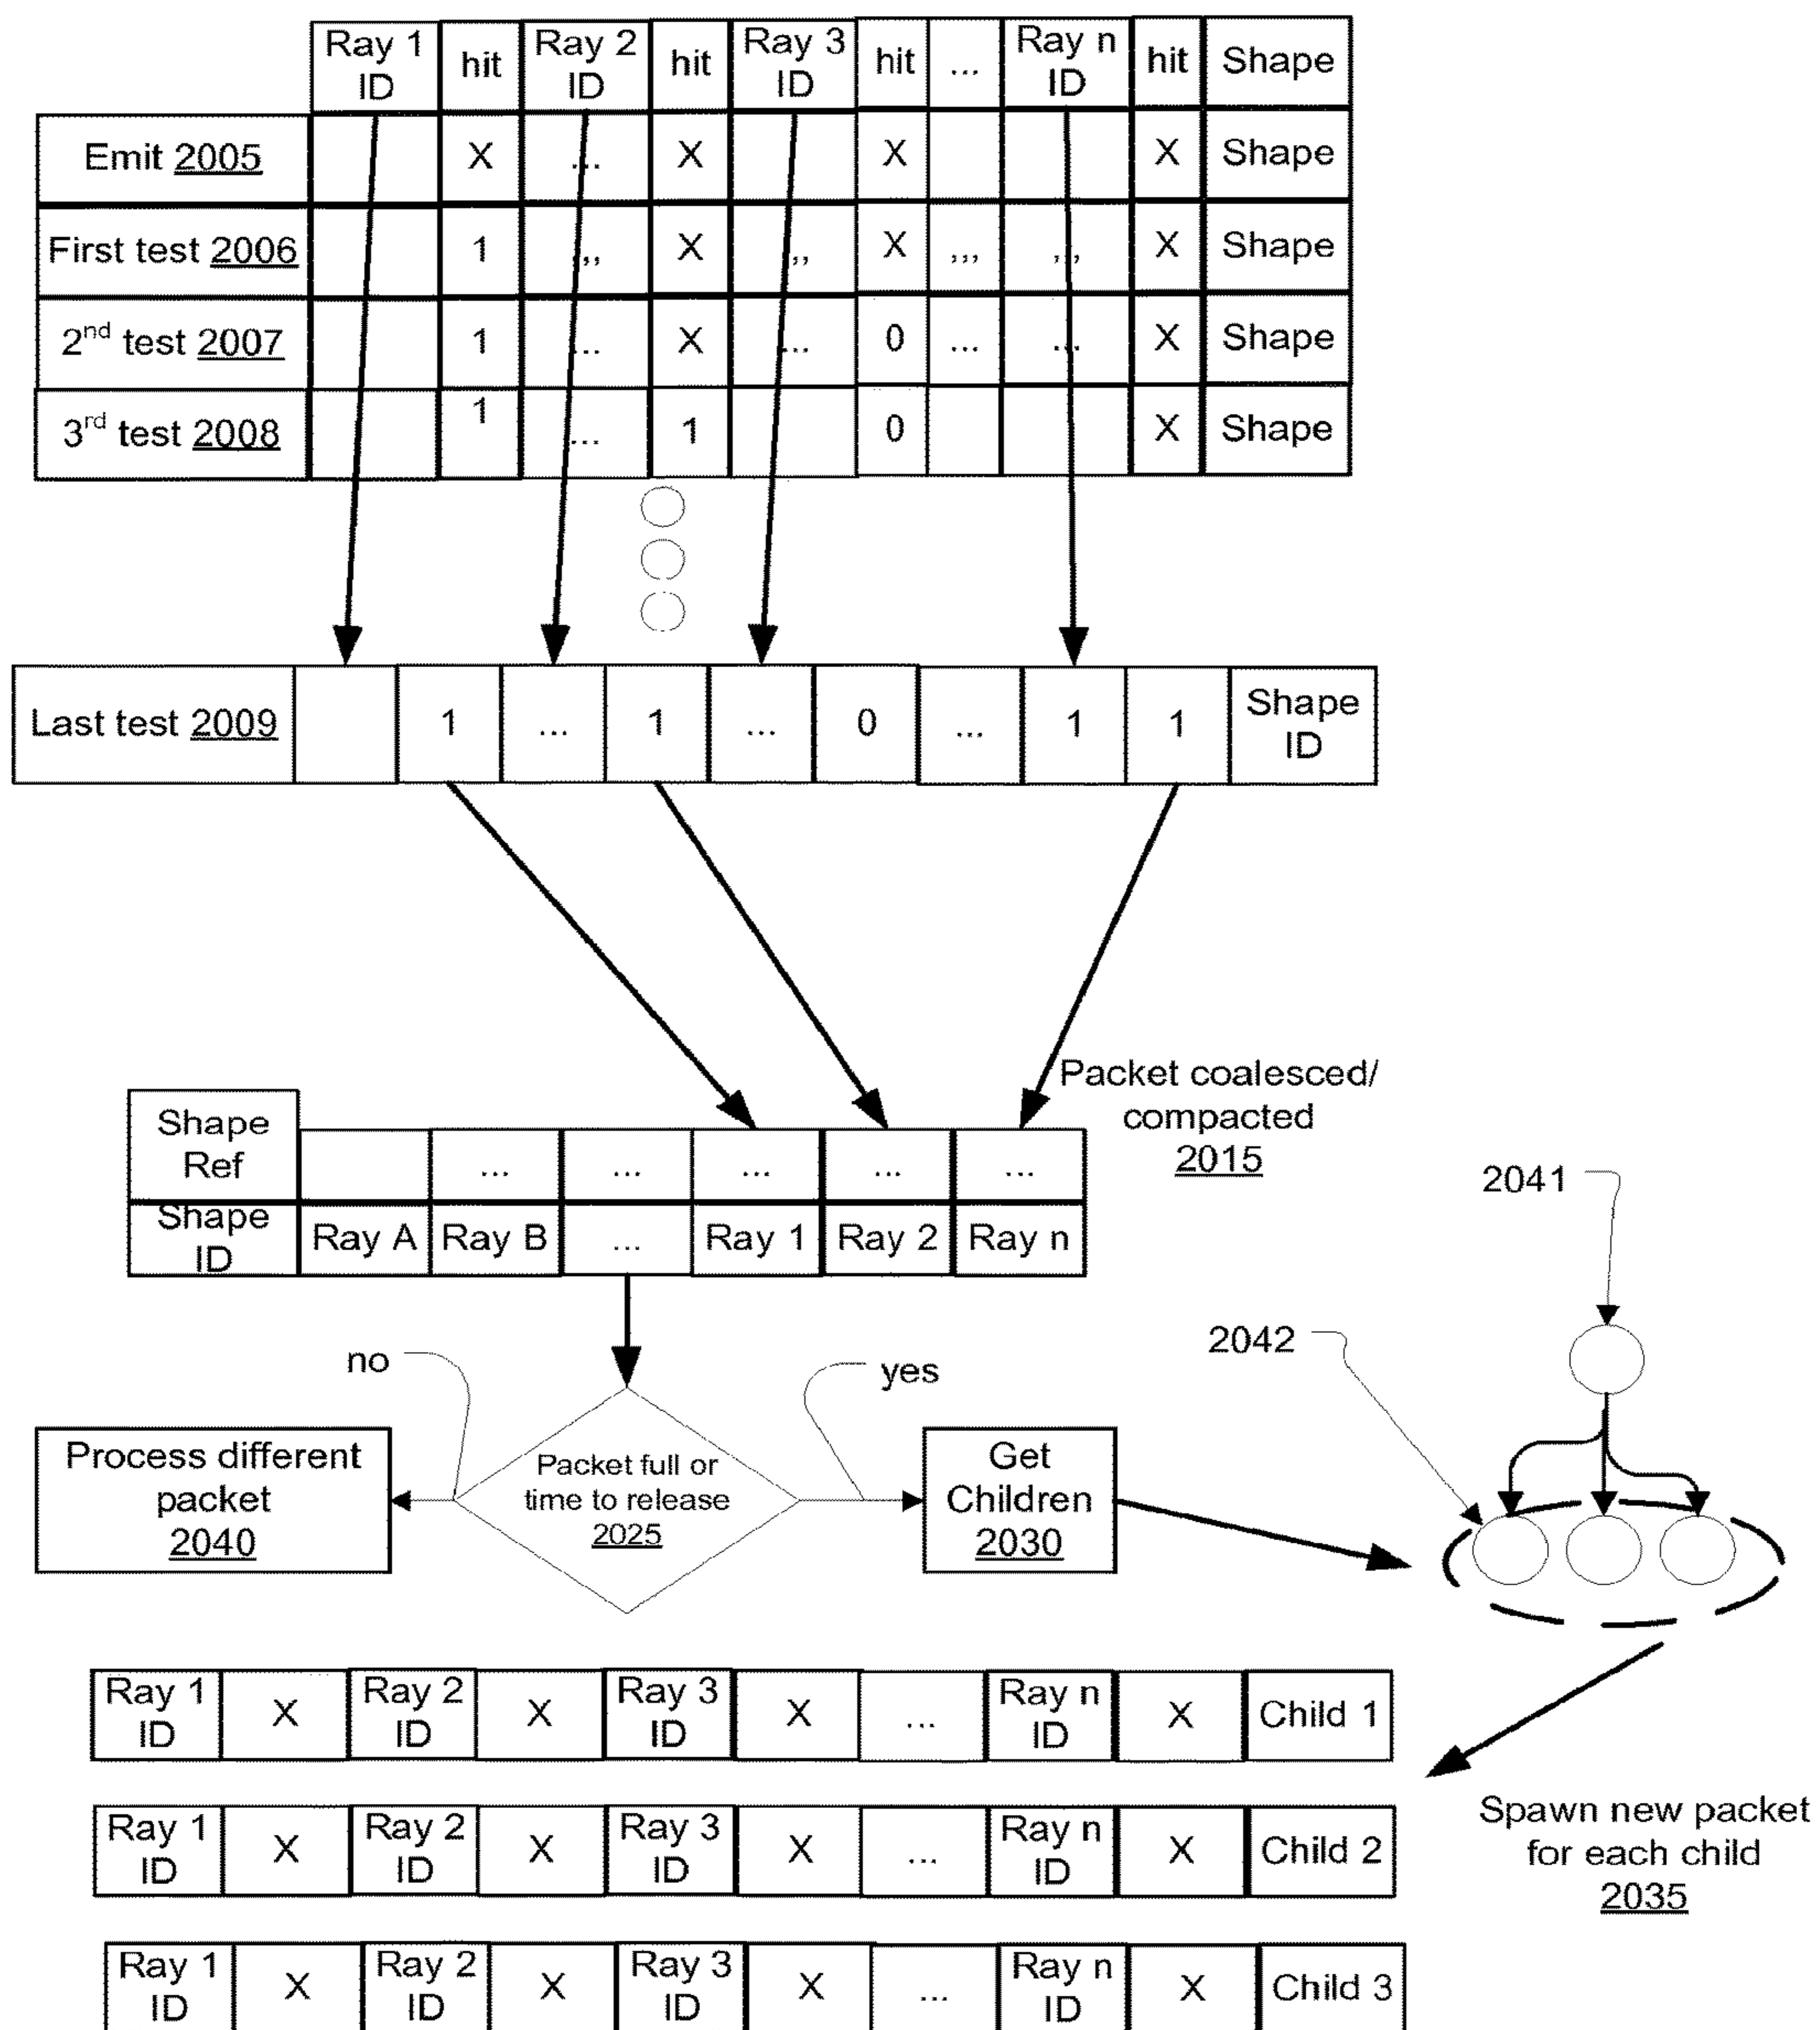 Ray 1 ID hit Ray 2 ID hit Ray 3 ID hit ... Ray n ID hit Shape
Emit 2005 X ... X X X Shape
First test 2006 1 ,,, X ,, X ,,, ,,, X Shape
2nd test 2007 1 ... X ... 0 ... ... X Shape
3rd test 2008 1 ... 1 0 X Shape
Last test 2009 1 ... 1 ... 0 ... 1 1 Shape ID
Packet coalesced/
compacted
2015
Shape Ref ... ... ... ... ...
Shape ID Ray A Ray B ... Ray 1 Ray 2 Ray n
2041
2042
no
yes
Process different
packet
2040
Packet full or
time to release
2025
Get
Children
2030
Ray 1 ID X Ray 2 ID X Ray 3 ID X ... Ray n ID X Child 1
Ray 1 ID X Ray 2 ID X Ray 3 ID X ... Ray n ID X Child 2
Ray 1 ID X Ray 2 ID X Ray 3 ID X ... Ray n ID X Child 3
Spawn new packet
for each child
2035